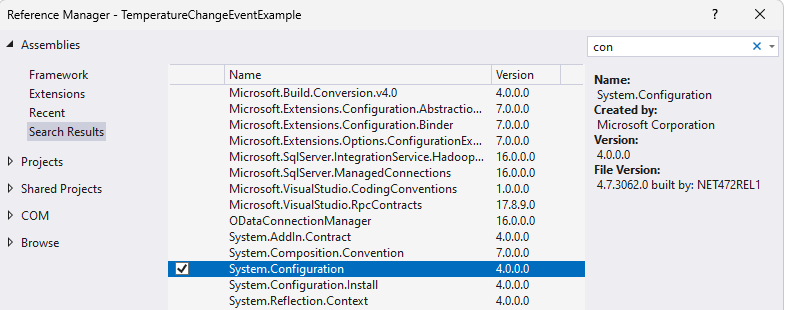 Reference Manager - TemperatureChangeEventExample
Assemblies
Framework
Extensions
Recent
Search Results
Projects
Shared Projects
COM
Browse
Name Version
Microsoft.Build.Conversion.v4.0 4.0.0.0
Microsoft.Extensions.Configuration.Abstractio... 7.0.0.0
Microsoft.Extensions.Configuration.Binder 7.0.0.0
Microsoft.Extensions.Options.ConfigurationEx... 7.0.0.0
Microsoft.SqlServer.IntegrationService.Hadoop... 16.0.0.0
Microsoft.SqlServer.ManagedConnections 16.0.0.0
Microsoft.VisualStudio.CodingConventions 1.0.0.0
Microsoft.VisualStudio.RpcContracts 17.8.9.0
ODataConnectionManager 16.0.0.0
System.AddIn.Contract 4.0.0.0
System.Composition.Convention 7.0.0.0
System.Configuration 4.0.0.0
System.Configuration.Install 4.0.0.0
System.Reflection.Context 4.0.0.0
con
Name:
System.Configuration
Created by:
Microsoft Corporation
Version:
4.0.0.0
File Version:
4.7.3062.0 built by: NET472REL1